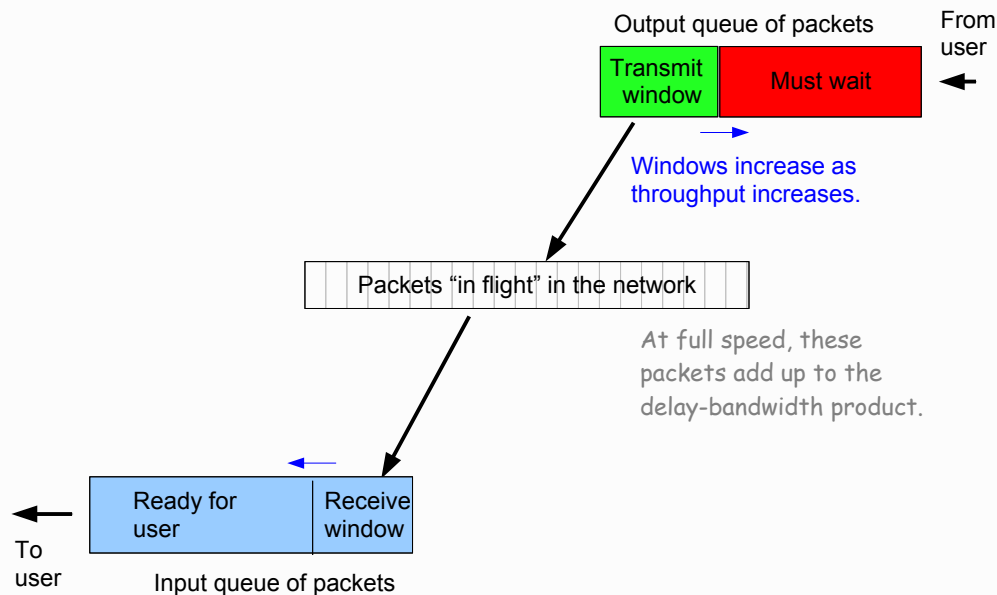 Output queue of packets
From
user
Transmit
window
Must wait
Windows increase as
throughput increases.
Packets “in flight” in the network
At full speed, these
packets add up to the
delay-bandwidth product.
Ready for
user
Receive
window
To
user
Input queue of packets